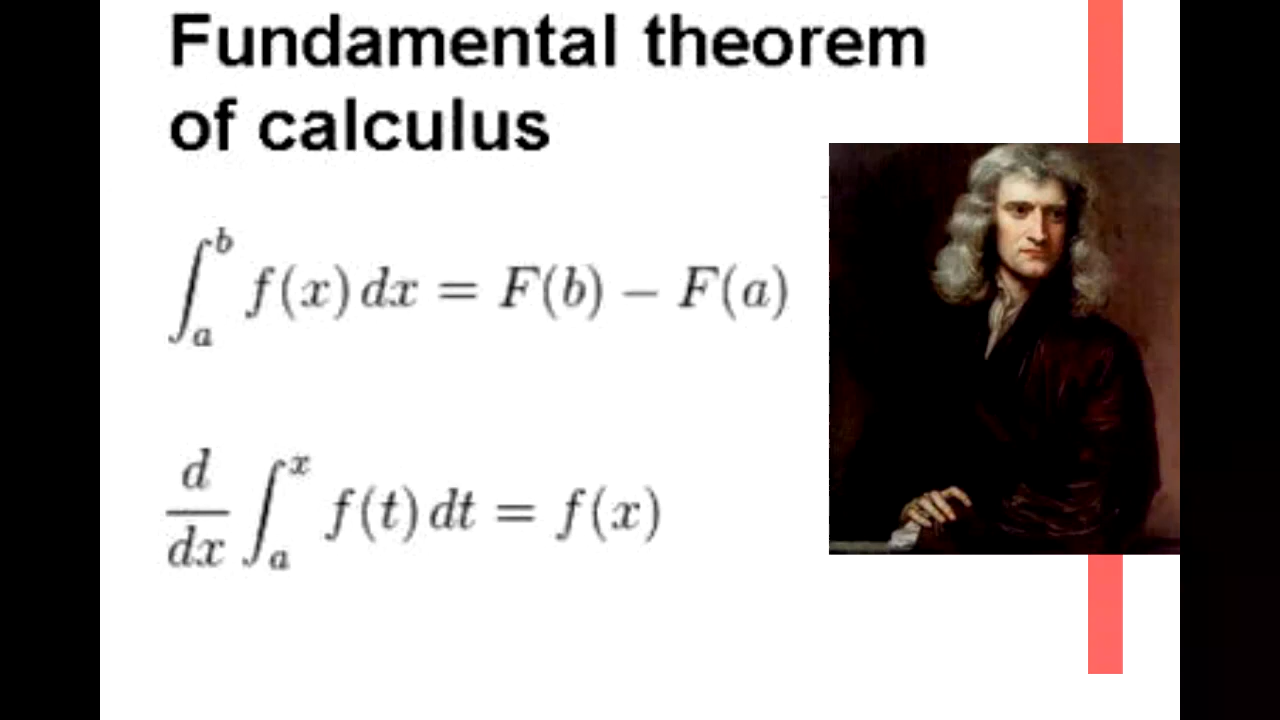 Fundamental theorem
of calculus
∫_a^b f(x) dx = F(b) − F(a)
d/dx ∫_a^x f(t) dt = f(x)